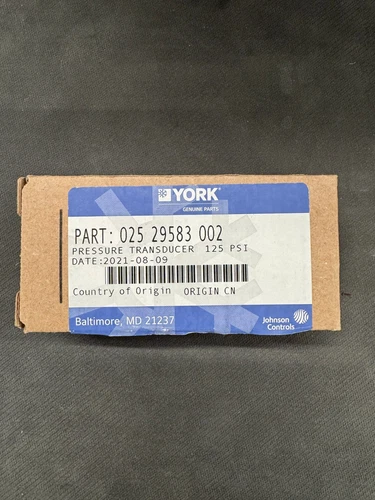 YORK
GENUINE PARTS
PART: 025 29583 002
PRESSURE TRANSDUCER 125 PSI
DATE:2021-08-09
Country of Origin ORIGIN CN
Baltimore, MD 21237
Johnson
Controls